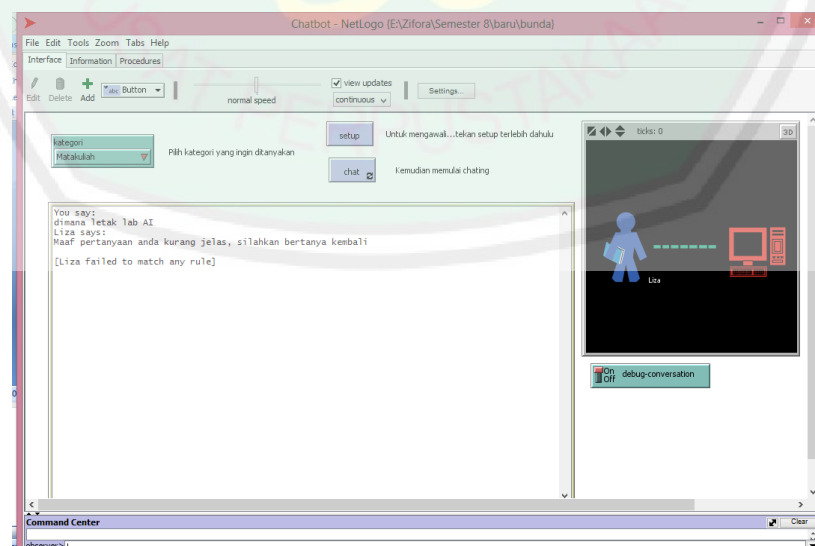 Chatbot - NetLogo {E:\Zifora\Semester 8\baru\bunda}
File Edit Tools Zoom Tabs Help
Interface Information Procedures
Edit Delete Add
abc Button
normal speed
view updates
continuous
Settings...
kategori
Matakuliah
Pilih kategori yang ingin ditanyakan
setup
Untuk mengawali...tekan setup terlebih dahulu
chat
Kemudian memulai chating
ticks: 0
3D
You say:
dimana letak lab AI
Liza says:
Maaf pertanyaan anda kurang jelas, silahkan bertanya kembali
[Liza failed to match any rule]
Liza
On
Off
debug-conversation
Command Center
Clear
observer>